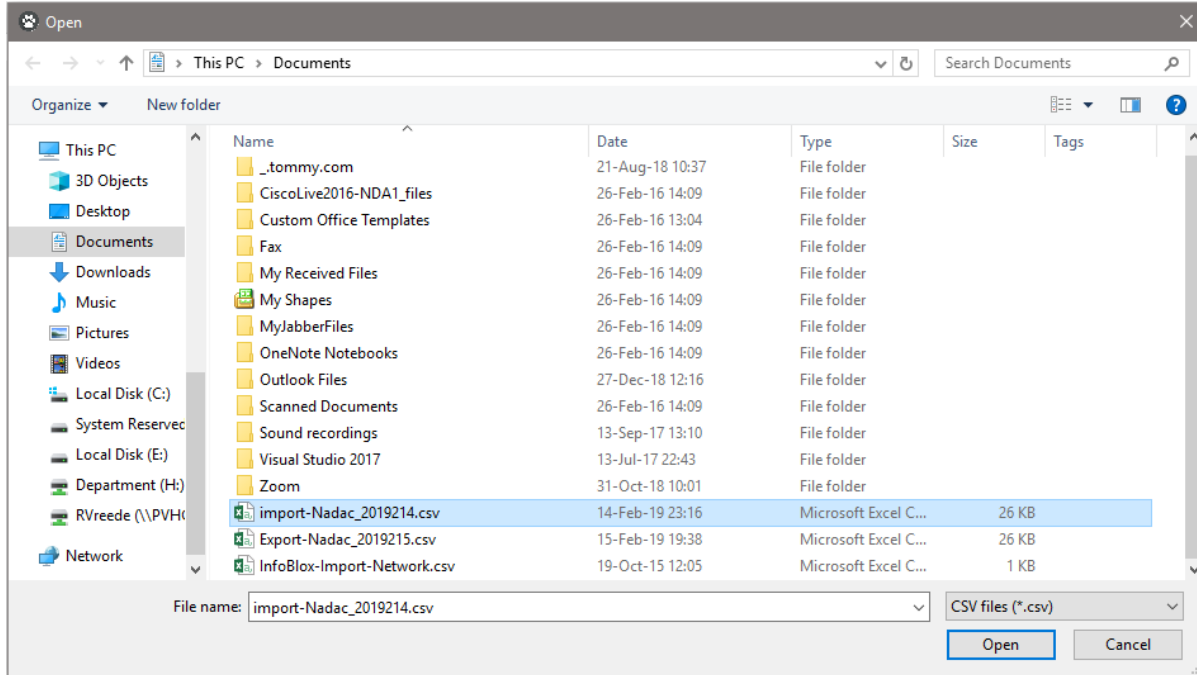 Open
This PC > Documents
Search Documents
Organize
New folder
Name Date Type Size Tags
This PC
3D Objects
Desktop
Documents
Downloads
Music
Pictures
Videos
Local Disk (C:)
System Reserved
Local Disk (E:)
Department (H:)
RVreede (\\PVH
Network
_.tommy.com 21-Aug-18 10:37 File folder
CiscoLive2016-NDA1_files 26-Feb-16 14:09 File folder
Custom Office Templates 26-Feb-16 13:04 File folder
Fax 26-Feb-16 14:09 File folder
My Received Files 26-Feb-16 14:09 File folder
My Shapes 26-Feb-16 14:09 File folder
MyJabberFiles 26-Feb-16 14:09 File folder
OneNote Notebooks 26-Feb-16 14:09 File folder
Outlook Files 27-Dec-18 12:16 File folder
Scanned Documents 26-Feb-16 14:09 File folder
Sound recordings 13-Sep-17 13:10 File folder
Visual Studio 2017 13-Jul-17 22:43 File folder
Zoom 31-Oct-18 10:01 File folder
import-Nadac_2019214.csv 14-Feb-19 23:16 Microsoft Excel C... 26 KB
Export-Nadac_2019215.csv 15-Feb-19 19:38 Microsoft Excel C... 26 KB
InfoBlox-Import-Network.csv 19-Oct-15 12:05 Microsoft Excel C... 1 KB
File name: import-Nadac_2019214.csv
CSV files (*.csv)
Open
Cancel